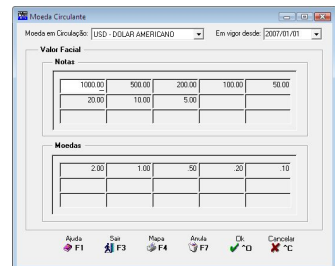 Moeda Circulante
Moeda em Circulação: USD - DOLAR AMERICANO Em vigor desde: 2007/01/01
Valor Facial
Notas
1000.00 500.00 200.00 100.00 50.00
20.00 10.00 5.00
Moedas
2.00 1.00 .50 .20 .10
Ajuda Sair Mapa Anula Ok Cancelar
F1 F3 F4 F7 ^O ^C